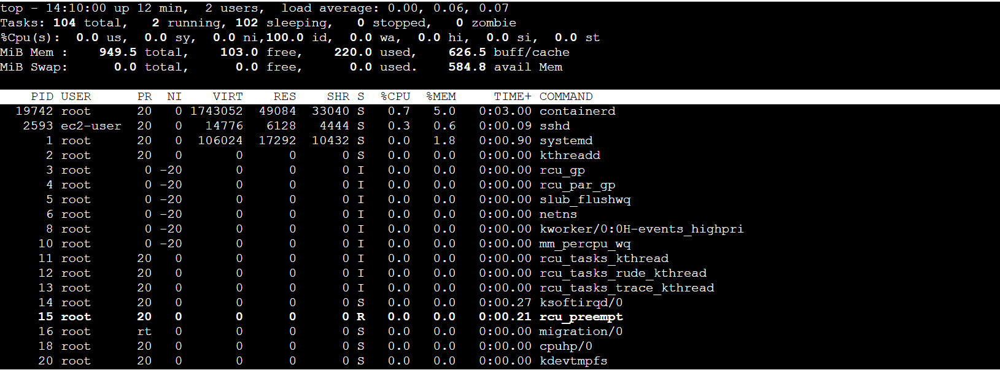 top - 14:10:00 up 12 min,  2 users,  load average: 0.00, 0.06, 0.07
Tasks: 104 total,   2 running, 102 sleeping,   0 stopped,   0 zombie
%Cpu(s):  0.0 us,  0.0 sy,  0.0 ni,100.0 id,  0.0 wa,  0.0 hi,  0.0 si,  0.0 st
MiB Mem :    949.5 total,    103.0 free,    220.0 used,    626.5 buff/cache
MiB Swap:      0.0 total,      0.0 free,      0.0 used.    584.8 avail Mem
    PID USER      PR  NI    VIRT    RES    SHR S  %CPU  %MEM     TIME+ COMMAND
  19742 root      20   0 1743052  49084  33040 S   0.7   5.0   0:03.00 containerd
   2593 ec2-user  20   0   14776   6128   4444 S   0.3   0.6   0:00.09 sshd
      1 root      20   0  106024  17292  10432 S   0.0   1.8   0:00.90 systemd
      2 root      20   0       0      0      0 S   0.0   0.0   0:00.00 kthreadd
      3 root       0 -20       0      0      0 I   0.0   0.0   0:00.00 rcu_gp
      4 root       0 -20       0      0      0 I   0.0   0.0   0:00.00 rcu_par_gp
      5 root       0 -20       0      0      0 I   0.0   0.0   0:00.00 slub_flushwq
      6 root       0 -20       0      0      0 I   0.0   0.0   0:00.00 netns
      8 root       0 -20       0      0      0 I   0.0   0.0   0:00.00 kworker/0:0H-events_highpri
     10 root       0 -20       0      0      0 I   0.0   0.0   0:00.00 mm_percpu_wq
     11 root      20   0       0      0      0 I   0.0   0.0   0:00.00 rcu_tasks_kthread
     12 root      20   0       0      0      0 I   0.0   0.0   0:00.00 rcu_tasks_rude_kthread
     13 root      20   0       0      0      0 I   0.0   0.0   0:00.00 rcu_tasks_trace_kthread
     14 root      20   0       0      0      0 S   0.0   0.0   0:00.27 ksoftirqd/0
     15 root      20   0       0      0      0 R   0.0   0.0   0:00.21 rcu_preempt
     16 root      rt   0       0      0      0 S   0.0   0.0   0:00.00 migration/0
     18 root      20   0       0      0      0 S   0.0   0.0   0:00.00 cpuhp/0
     20 root      20   0       0      0      0 S   0.0   0.0   0:00.00 kdevtmpfs